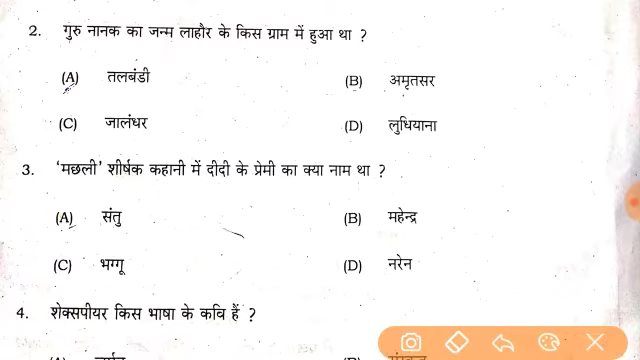 2. गुरु नानक का जन्म लाहौर के किस ग्राम में हुआ था ?
(A) तलबंडी (B) अमृतसर
(C) जालंधर (D) लुधियाना
3. 'मछली' शीर्षक कहानी में दीदी के प्रेमी का क्या नाम था ?
(A) संतु (B) महेन्द्र
(C) भग्गू (D) नरेन
4. शेक्सपीयर किस भाषा के कवि हैं ?